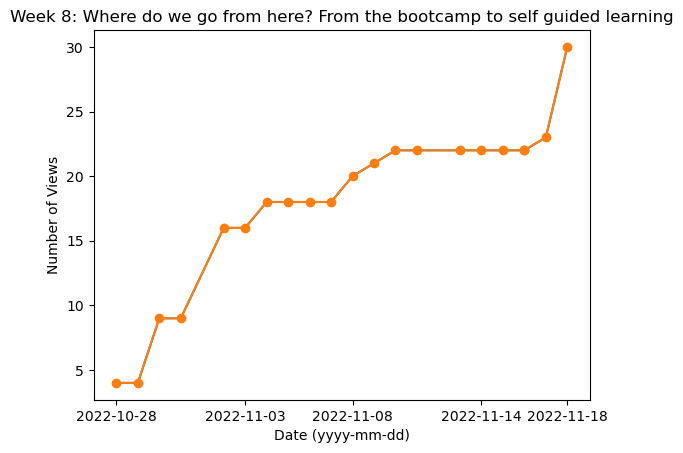 Week 8: Where do we go from here? From the bootcamp to self guided learning
30
25
20
15
10
5
Number of Views
2022-10-28 2022-11-03 2022-11-08 2022-11-14 2022-11-18
Date (yyyy-mm-dd)